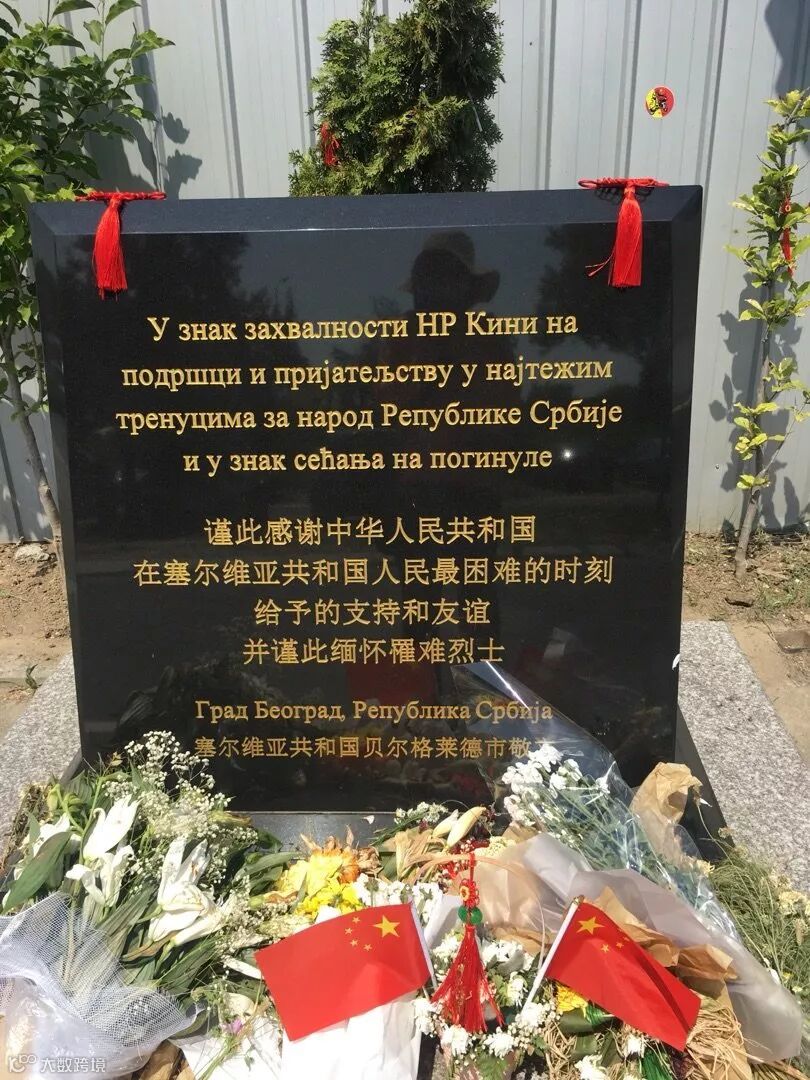 У знак захвалности НР Кини на
подршци и пријатељству у најтежим
тренуцима за народ Републике Србије
и у знак сећања на погинуле
谨此感谢中华人民共和国
在塞尔维亚共和国人民最困难的时刻
给予的支持和友谊
并谨此缅怀罹难烈士
Град Београд, Република Србија
塞尔维亚共和国贝尔格莱德市敬
大数跨境